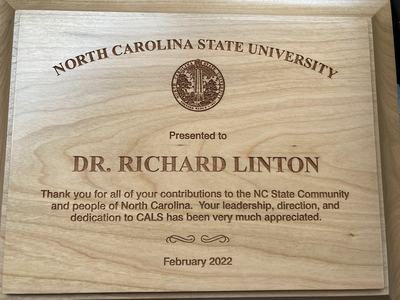 NORTH CAROLINA STATE UNIVERSITY
Presented to
DR. RICHARD LINTON
Thank you for all of your contributions to the NC State Community
and people of North Carolina. Your leadership, direction, and
dedication to CALS has been very much appreciated.
February 2022